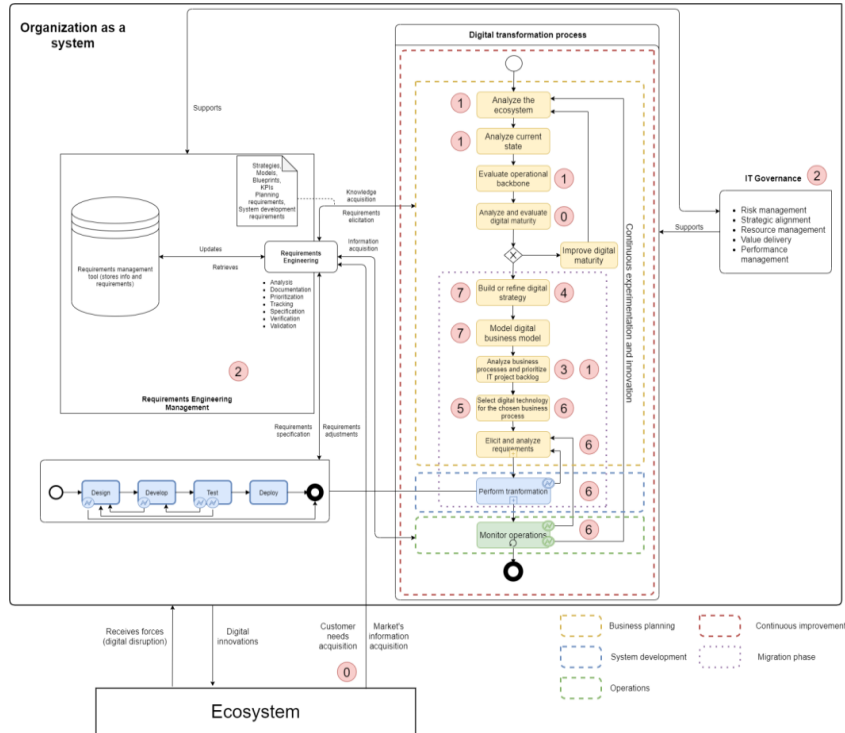 Organization as a
system
Digital transformation process
Supports
Analyze the
ecosystem
1
Analyze current
state
1
Evaluate operational
backbone
1
Analyze and evaluate
digital maturity
0
Improve digital
maturity
Build or refine digital
strategy
7
4
Model digital
business model
7
Analyze business
processes and prioritize
IT project backlog
3
1
Select digital technology
for the chosen business
process
5
6
Elicit and analyze
requirements
6
Perform tranformation
6
Monitor operations
6
Continuous experimentation and innovation
IT Governance
2
Risk management
Strategic alignment
Resource management
Value delivery
Performance
management
Supports
Strategies,
Models,
Blueprints,
KPIs
Planning
requirements,
System development
requirements
Knowledge
acquisition
Requirements
elicitation
Information
acquisition
Requirements management
tool (stores info and
requirements)
Updates
Retrieves
Requirements
Engineering
Analysis
Documentation
Prioritization
Tracking
Specification
Verification
Validation
2
Requirements Engineering
Management
Requirements
specification
Requirements
adjustments
Design
Develop
Test
Deploy
Receives forces
(digital disruption)
Digital
innovations
Customer
needs
acquisition
Market's
information
acquisition
0
Ecosystem
Business planning
Continuous improvement
System development
Migration phase
Operations